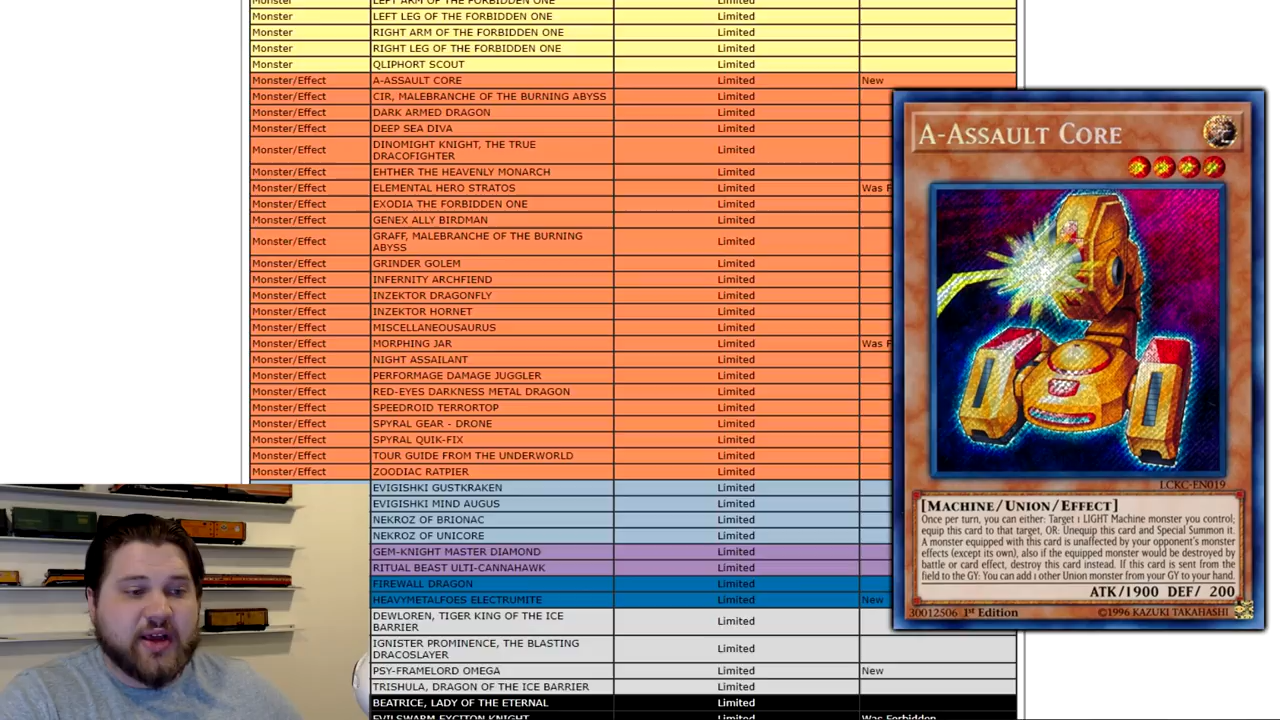 Monster LEFT ARM OF THE FORBIDDEN ONE Limited
Monster LEFT LEG OF THE FORBIDDEN ONE Limited
Monster RIGHT ARM OF THE FORBIDDEN ONE Limited
Monster RIGHT LEG OF THE FORBIDDEN ONE Limited
Monster QLIPHORT SCOUT Limited
Monster/Effect A-ASSAULT CORE Limited New
Monster/Effect CIR, MALEBRANCHE OF THE BURNING ABYSS Limited
Monster/Effect DARK ARMED DRAGON Limited
Monster/Effect DEEP SEA DIVA Limited
Monster/Effect DINOMIGHT KNIGHT, THE TRUE
DRACOFIGHTER Limited
Monster/Effect EHTHER THE HEAVENLY MONARCH Limited
Monster/Effect ELEMENTAL HERO STRATOS Limited Was F
Monster/Effect EXODIA THE FORBIDDEN ONE Limited
Monster/Effect GENEX ALLY BIRDMAN Limited
Monster/Effect GRAFF, MALEBRANCHE OF THE BURNING
ABYSS Limited
Monster/Effect GRINDER GOLEM Limited
Monster/Effect INFERNITY ARCHFIEND Limited
Monster/Effect INZEKTOR DRAGONFLY Limited
Monster/Effect INZEKTOR HORNET Limited
Monster/Effect MISCELLANEOUSAURUS Limited
Monster/Effect MORPHING JAR Limited Was F
Monster/Effect NIGHT ASSAILANT Limited
Monster/Effect PERFORMAGE DAMAGE JUGGLER Limited
Monster/Effect RED-EYES DARKNESS METAL DRAGON Limited
Monster/Effect SPEEDROID TERRORTOP Limited
Monster/Effect SPYRAL GEAR - DRONE Limited
Monster/Effect SPYRAL QUIK-FIX Limited
Monster/Effect TOUR GUIDE FROM THE UNDERWORLD Limited
Monster/Effect ZOODIAC RATPIER Limited
EVIGISHKI GUSTKRAKEN Limited
EVIGISHKI MIND AUGUS Limited
NEKROZ OF BRIONAC Limited
NEKROZ OF UNICORE Limited
GEM-KNIGHT MASTER DIAMOND Limited
RITUAL BEAST ULTI-CANNAHAWK Limited
FIREWALL DRAGON Limited
HEAVYMETALFOES ELECTRUMITE Limited New
DEWLOREN, TIGER KING OF THE ICE
BARRIER Limited
IGNISTER PROMINENCE, THE BLASTING
DRACOSLAYER Limited
PSY-FRAMELORD OMEGA Limited New
TRISHULA, DRAGON OF THE ICE BARRIER Limited
BEATRICE, LADY OF THE ETERNAL Limited
EVILSWARM EXCITON KNIGHT Limited Was Forbidden
A-ASSAULT CORE
LCKC-EN019
[MACHINE/UNION/EFFECT]
Once per turn, you can either: Target 1 LIGHT Machine monster you control;
equip this card to that target, OR: Unequip this card and Special Summon it.
A monster equipped with this card is unaffected by your opponent's monster
effects (except its own), also if the equipped monster would be destroyed by
battle or card effect, destroy this card instead. If this card is sent from the
field to the GY: You can add 1 other Union monster from your GY to your hand.
ATK/1900 DEF/ 200
30012506 1st Edition ©1996 KAZUKI TAKAHASHI